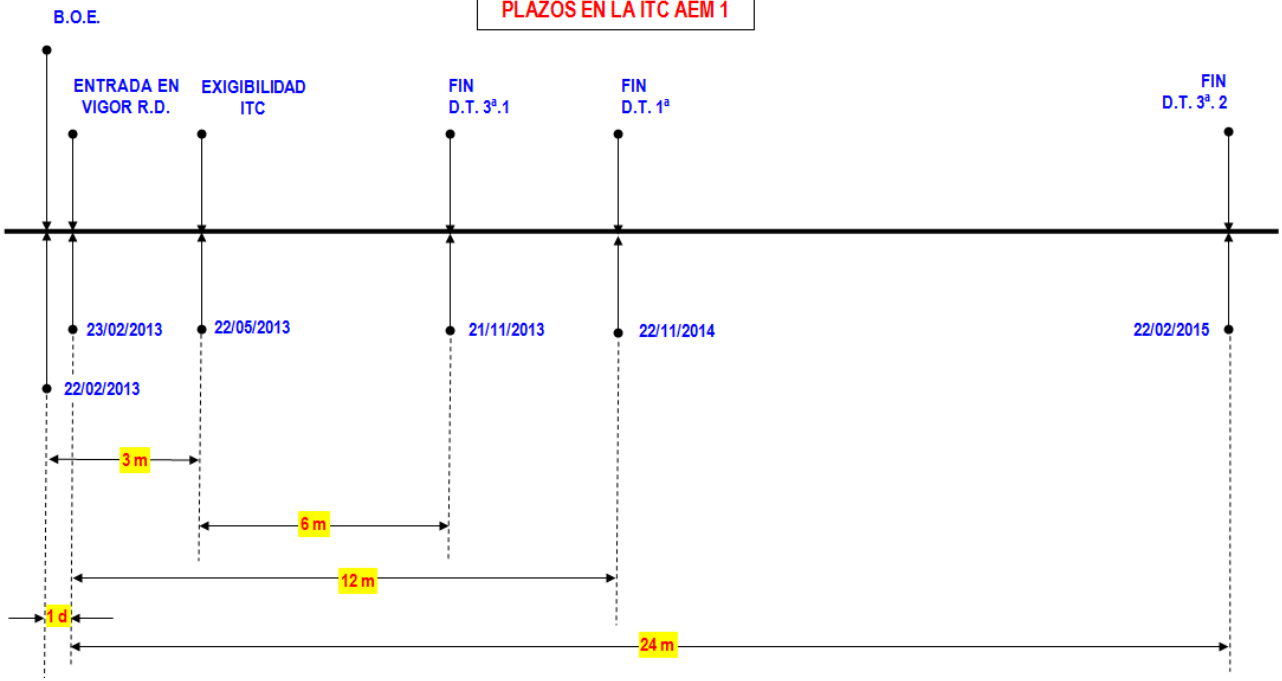 PLAZOS EN LA ITC AEM 1
B.O.E.
ENTRADA EN
VIGOR R.D.
EXIGIBILIDAD
ITC
FIN
D.T. 3ª.1
FIN
D.T. 1ª
FIN
D.T. 3ª. 2
23/02/2013
22/05/2013
21/11/2013
22/11/2014
22/02/2015
22/02/2013
3 m
6 m
12 m
1 d
24 m